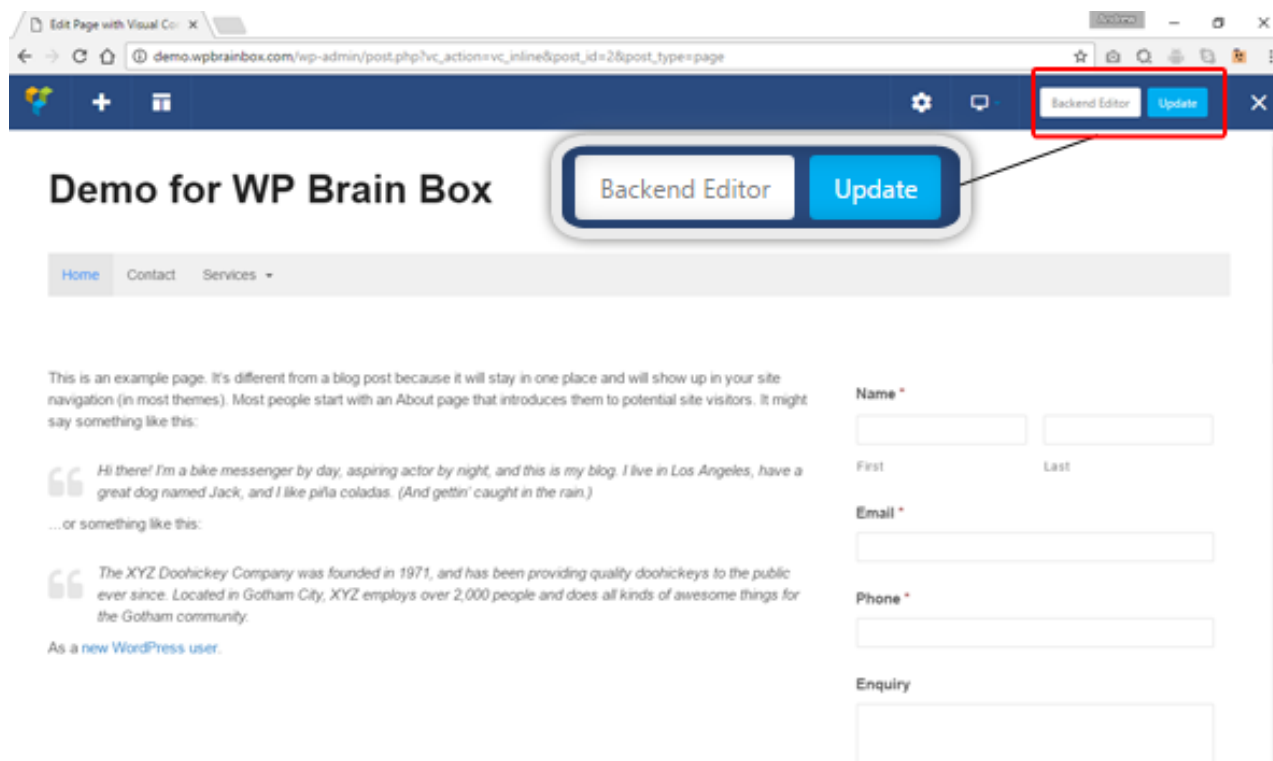 Edit Page with Visual Co
Andrew
demo.wpbrainbox.com/wp-admin/post.php?vc_action=vc_inline&post_id=2&post_type=page
Backend Editor Update
Demo for WP Brain Box
Backend Editor Update
Home Contact Services
This is an example page. It's different from a blog post because it will stay in one place and will show up in your site
navigation (in most themes). Most people start with an About page that introduces them to potential site visitors. It might
say something like this:
Hi there! I'm a bike messenger by day, aspiring actor by night, and this is my blog. I live in Los Angeles, have a
great dog named Jack, and I like piña coladas. (And gettin' caught in the rain.)
…or something like this:
The XYZ Doohickey Company was founded in 1971, and has been providing quality doohickeys to the public
ever since. Located in Gotham City, XYZ employs over 2,000 people and does all kinds of awesome things for
the Gotham community.
As a new WordPress user.
Name *
First Last
Email *
Phone *
Enquiry